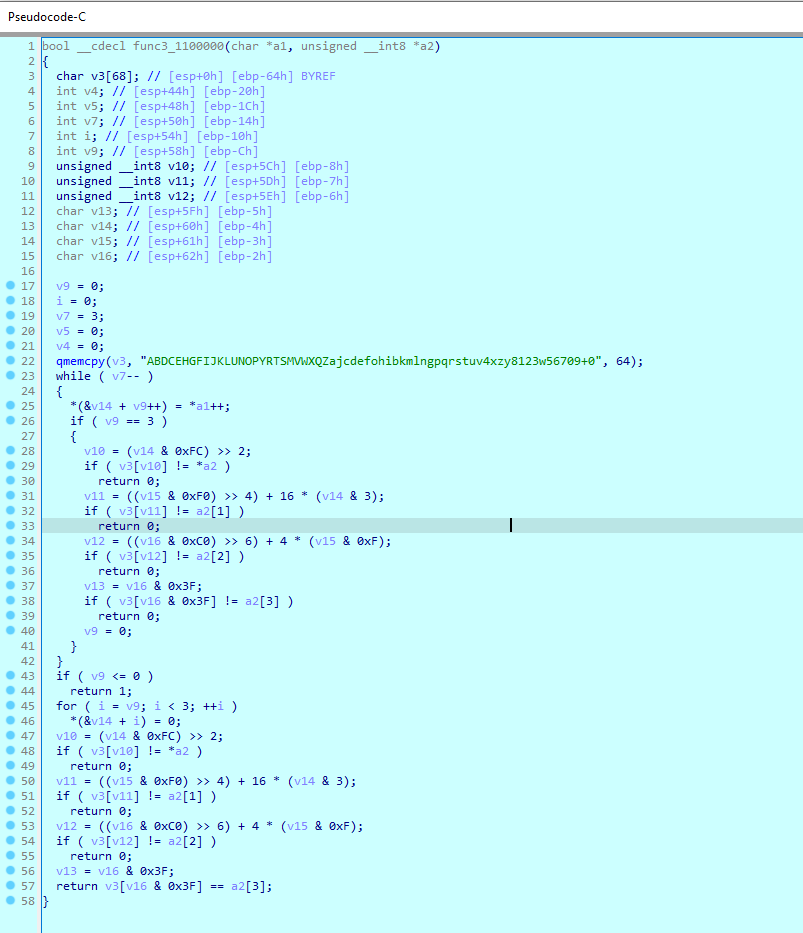 Pseudocode-C
1 bool __cdecl func3_1100000(char *a1, unsigned __int8 *a2)
2 {
3   char v3[68]; // [esp+0h] [ebp-64h] BYREF
4   int v4; // [esp+44h] [ebp-20h]
5   int v5; // [esp+48h] [ebp-1Ch]
6   int v7; // [esp+50h] [ebp-14h]
7   int i; // [esp+54h] [ebp-10h]
8   int v9; // [esp+58h] [ebp-Ch]
9   unsigned __int8 v10; // [esp+5Ch] [ebp-8h]
10   unsigned __int8 v11; // [esp+5Dh] [ebp-7h]
11   unsigned __int8 v12; // [esp+5Eh] [ebp-6h]
12   char v13; // [esp+5Fh] [ebp-5h]
13   char v14; // [esp+60h] [ebp-4h]
14   char v15; // [esp+61h] [ebp-3h]
15   char v16; // [esp+62h] [ebp-2h]
16
17   v9 = 0;
18   i = 0;
19   v7 = 3;
20   v5 = 0;
21   v4 = 0;
22   qmemcpy(v3, "ABDCEHGFIJKLUNOPYRTSMVWXQZajcdefohibkmlngpqrstuv4xzy8123w56709+0", 64);
23   while ( v7-- )
24   {
25     *(&v14 + v9++) = *a1++;
26     if ( v9 == 3 )
27     {
28       v10 = (v14 & 0xFC) >> 2;
29       if ( v3[v10] != *a2 )
30         return 0;
31       v11 = ((v15 & 0xF0) >> 4) + 16 * (v14 & 3);
32       if ( v3[v11] != a2[1] )
33         return 0;
34       v12 = ((v16 & 0xC0) >> 6) + 4 * (v15 & 0xF);
35       if ( v3[v12] != a2[2] )
36         return 0;
37       v13 = v16 & 0x3F;
38       if ( v3[v16 & 0x3F] != a2[3] )
39         return 0;
40       v9 = 0;
41     }
42   }
43   if ( v9 <= 0 )
44     return 1;
45   for ( i = v9; i < 3; ++i )
46     *(&v14 + i) = 0;
47   v10 = (v14 & 0xFC) >> 2;
48   if ( v3[v10] != *a2 )
49     return 0;
50   v11 = ((v15 & 0xF0) >> 4) + 16 * (v14 & 3);
51   if ( v3[v11] != a2[1] )
52     return 0;
53   v12 = ((v16 & 0xC0) >> 6) + 4 * (v15 & 0xF);
54   if ( v3[v12] != a2[2] )
55     return 0;
56   v13 = v16 & 0x3F;
57   return v3[v16 & 0x3F] == a2[3];
58 }